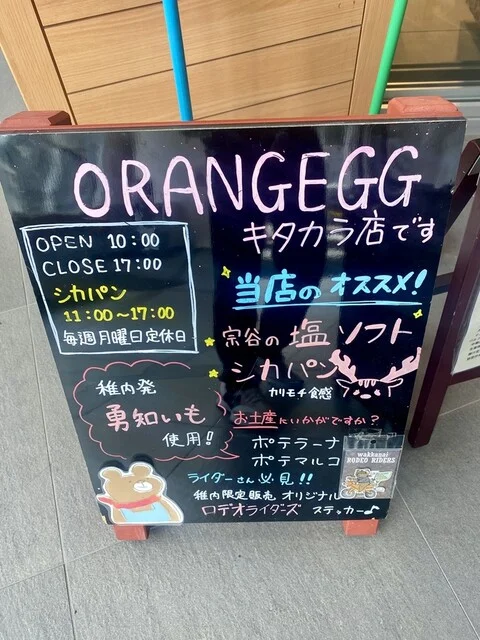 ORANGEGG
キタカラ店です
OPEN 10:00
CLOSE 17:00
シカパン
11:00～17:00
毎週月曜日定休日
当店のオススメ!
宗谷の塩ソフト
シカパン
カリモチ食感
稚内発
勇知いも
使用!
お土産にいかがですか?
ポテラーナ
ポテマルコ
ライダーさん必見!!
稚内限定販売 オリジナル
ロデオライダーズ ステッカー♪
wakkanai
RODEO RIDERS